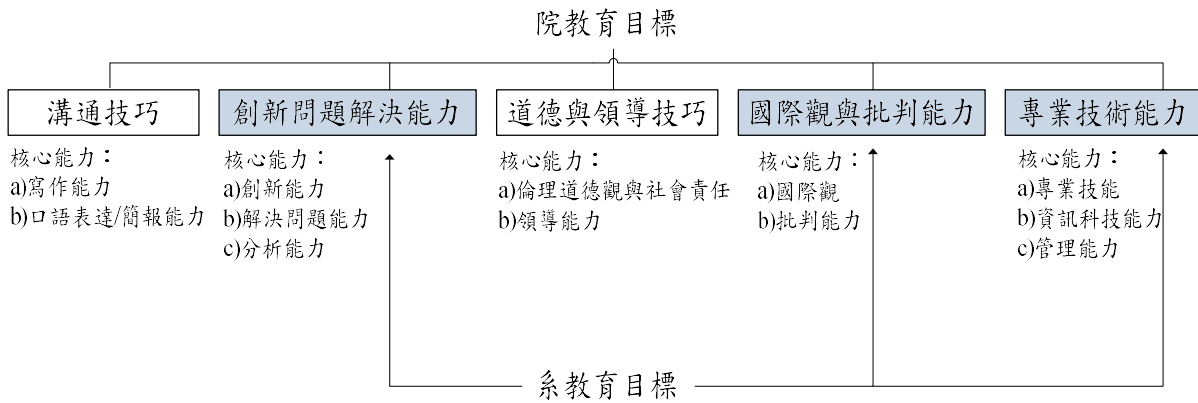 院教育目標
溝通技巧
核心能力：
a)寫作能力
b)口語表達/簡報能力
創新問題解決能力
核心能力：
a)創新能力
b)解決問題能力
c)分析能力
道德與領導技巧
核心能力：
a)倫理道德觀與社會責任
b)領導能力
國際觀與批判能力
核心能力：
a)國際觀
b)批判能力
專業技術能力
核心能力：
a)專業技能
b)資訊科技能力
c)管理能力
系教育目標